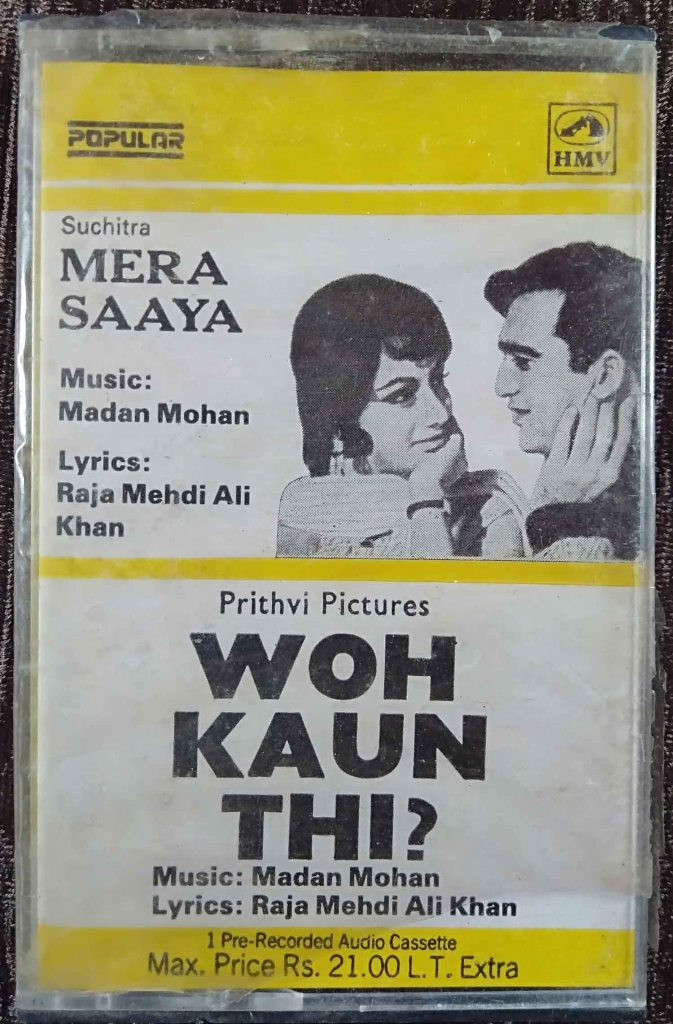 POPULAR
HMV
Suchitra
MERA
SAAYA
Music:
Madan Mohan
Lyrics:
Raja Mehdi Ali
Khan
Prithvi Pictures
WOH
KAUN
THI?
Music: Madan Mohan
Lyrics: Raja Mehdi Ali Khan
1 Pre-Recorded Audio Cassette
Max. Price Rs. 21.00 L.T. Extra